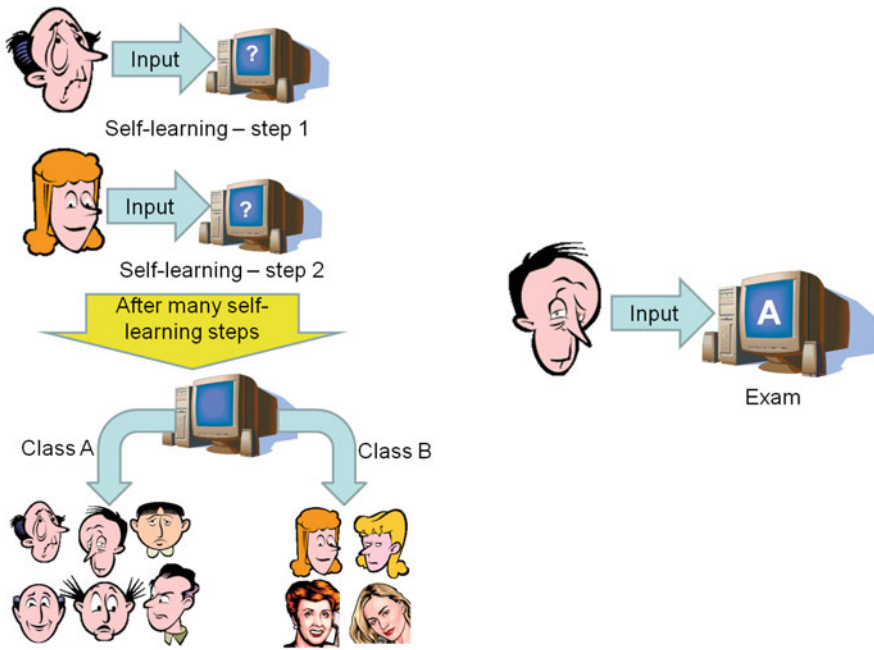 Input
?
Self-learning – step 1
Input
?
Self-learning – step 2
After many self-
learning steps
Class A
Class B
Input
A
Exam